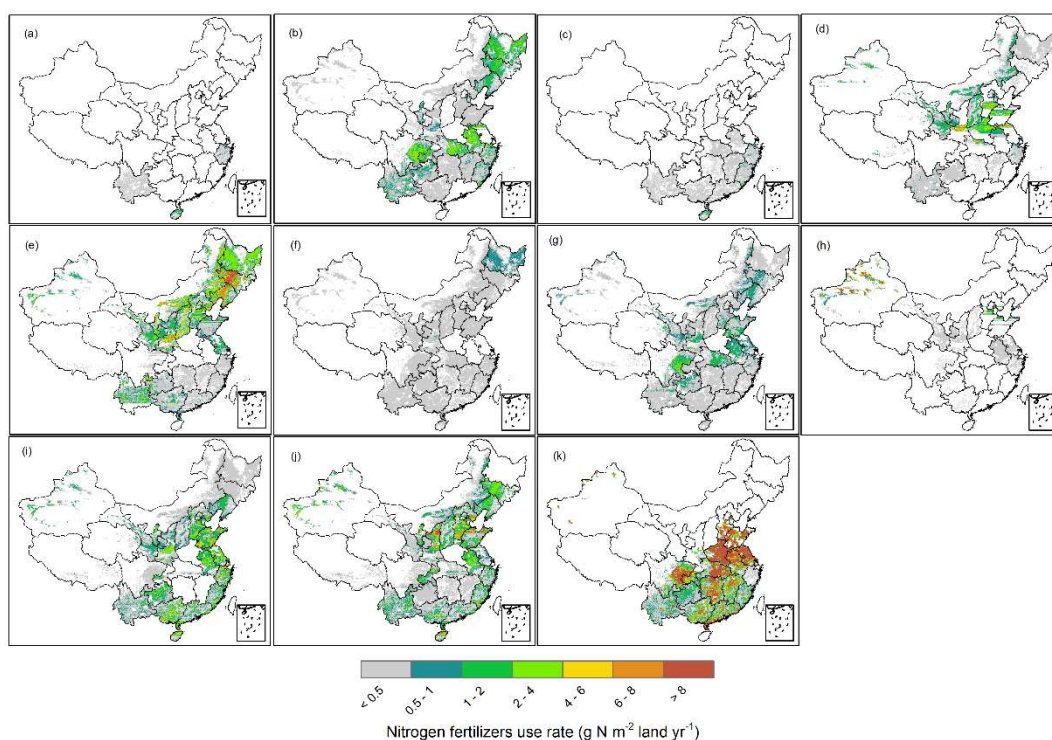 (a) (b) (c) (d)
(e) (f) (g) (h)
(i) (j) (k)
< 0.5 0.5 - 1 1 - 2 2 - 4 4 - 6 6 - 8 > 8
Nitrogen fertilizers use rate (g N m⁻² land yr⁻¹)